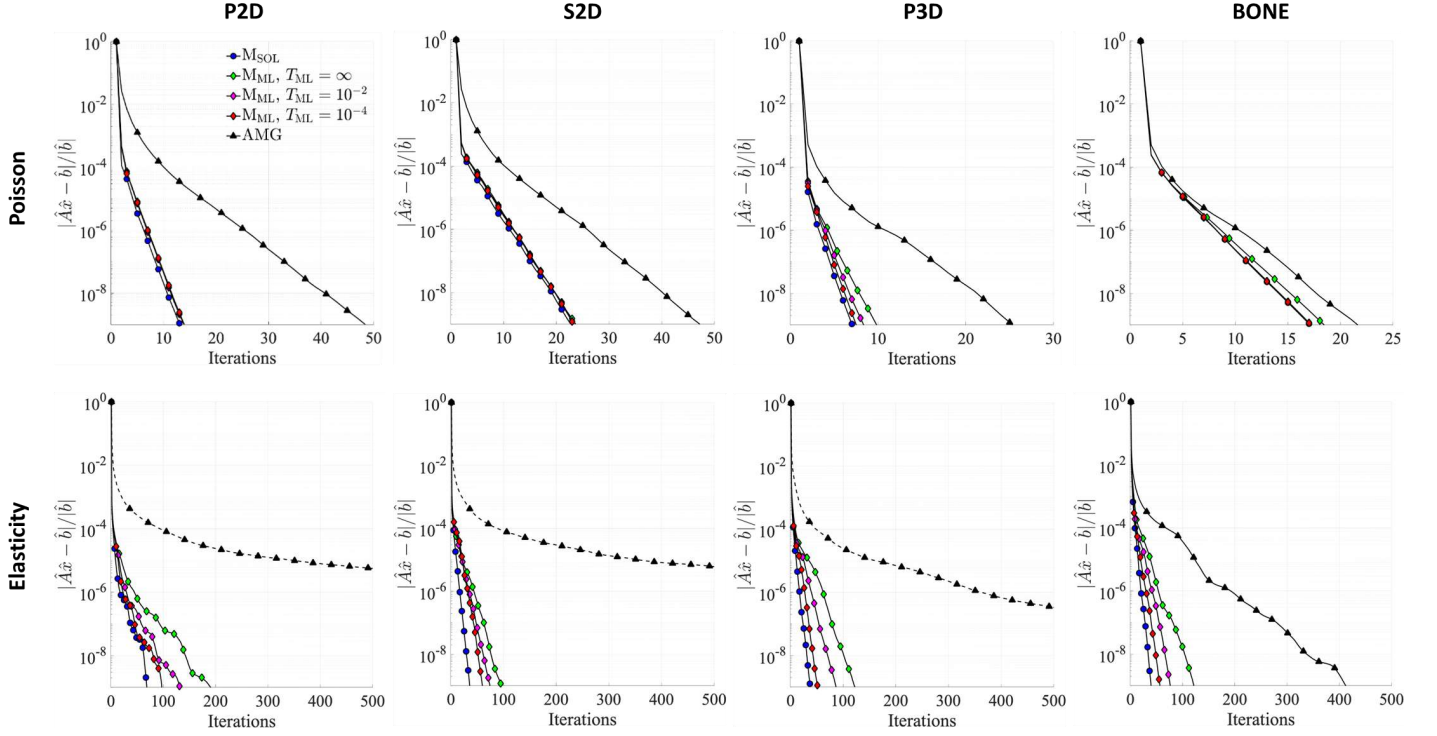 P2D S2D P3D BONE
Poisson
|Âx̂ − b̂|/|b̂|
10^0
10^-2
10^-4
10^-6
10^-8
M_SOL
M_ML, T_ML = ∞
M_ML, T_ML = 10^-2
M_ML, T_ML = 10^-4
AMG
0 10 20 30 40 50
Iterations
|Âx̂ − b̂|/|b̂|
10^0
10^-2
10^-4
10^-6
10^-8
0 10 20 30 40 50
Iterations
|Âx̂ − b̂|/|b̂|
10^0
10^-2
10^-4
10^-6
10^-8
0 10 20 30
Iterations
|Âx̂ − b̂|/|b̂|
10^0
10^-2
10^-4
10^-6
10^-8
0 5 10 15 20 25
Iterations
Elasticity
|Âx̂ − b̂|/|b̂|
10^0
10^-2
10^-4
10^-6
10^-8
0 100 200 300 400 500
Iterations
|Âx̂ − b̂|/|b̂|
10^0
10^-2
10^-4
10^-6
10^-8
0 100 200 300 400 500
Iterations
|Âx̂ − b̂|/|b̂|
10^0
10^-2
10^-4
10^-6
10^-8
0 100 200 300 400 500
Iterations
|Âx̂ − b̂|/|b̂|
10^0
10^-2
10^-4
10^-6
10^-8
0 100 200 300 400 500
Iterations